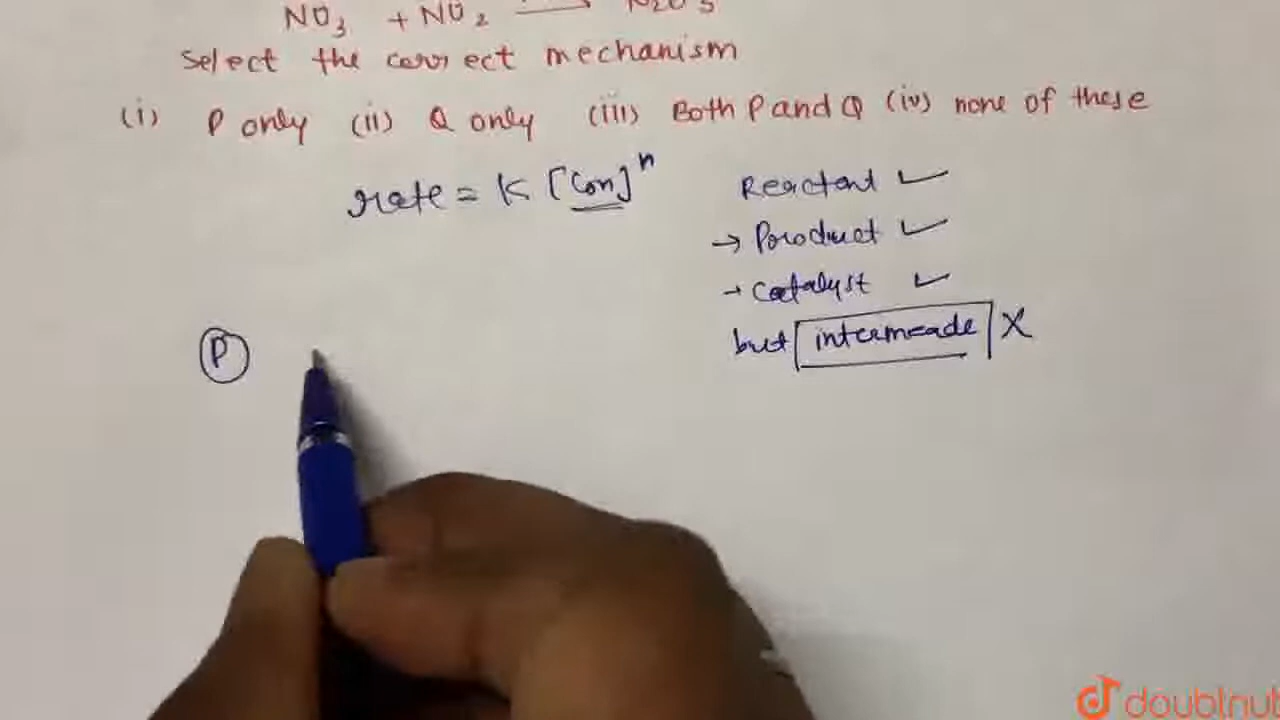 NO3 + NO2 → N2O5
Select the correct mechanism
(i) P only (ii) Q only (iii) Both P and Q (iv) none of these
rate = K [Con]^n
Reactant ✓
→ Product ✓
→ Catalyst ✓
but intermeade X
P
doubtnut